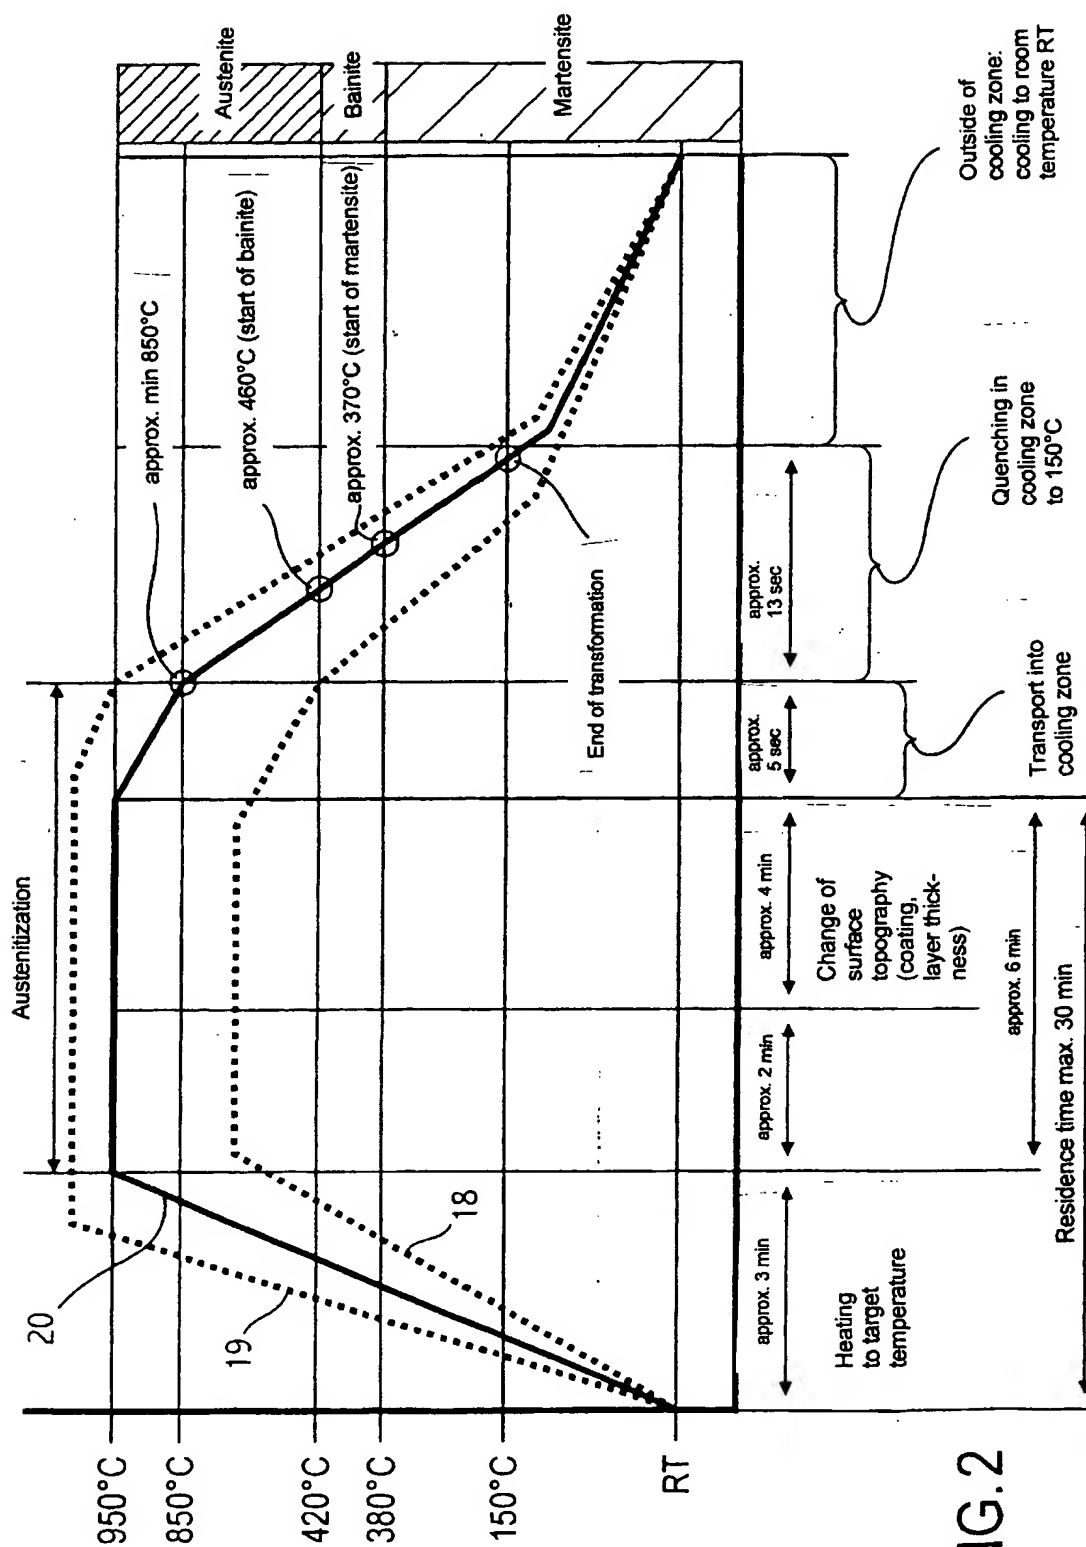 Austenitization
Austenite
Bainite
Martensite
approx. min 850°C
approx. 460°C (start of bainite)
approx. 370°C (start of martensite)
End of transformation
20
19
18
950°C
850°C
420°C
380°C
150°C
RT
approx. 3 min
approx. 2 min
approx. 4 min
approx.
5 sec
approx.
13 sec
Heating
to target
temperature
Change of
surface
topography
(coating,
layer thick-
ness)
approx. 6 min
Residence time max. 30 min
Transport into
cooling zone
Quenching in
cooling zone
to 150°C
Outside of
cooling zone:
cooling to room
temperature RT
IG.2